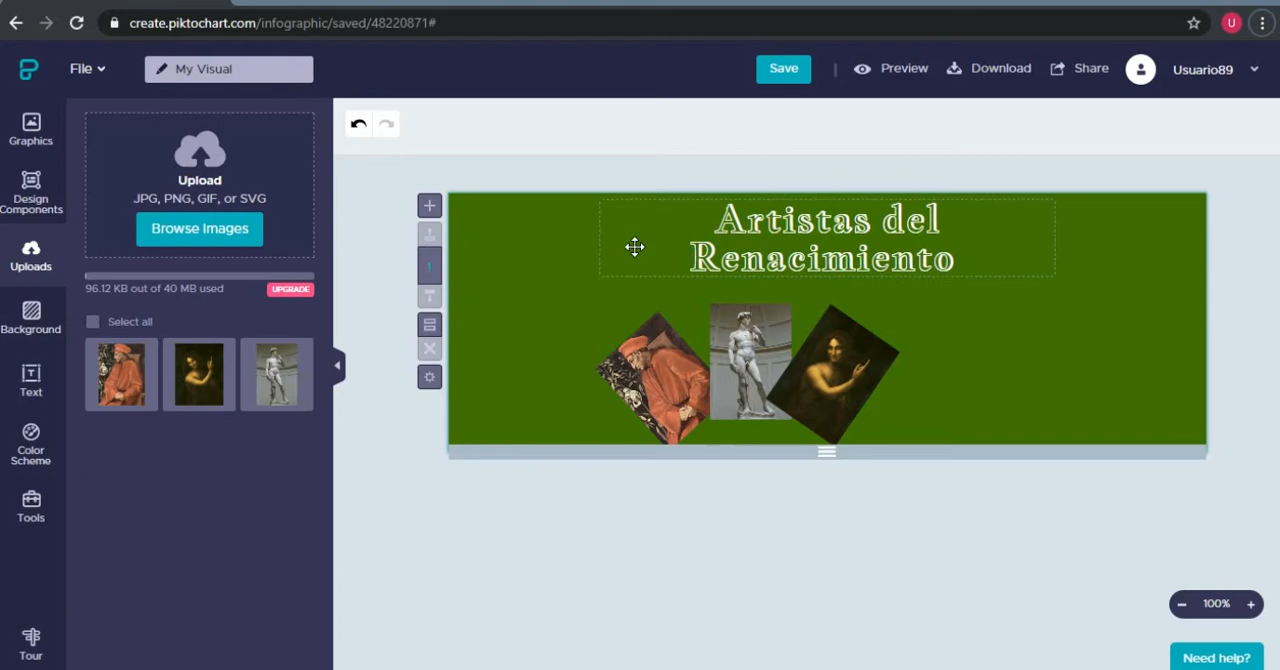 create.piktochart.com/infographic/saved/48220871#
U
File
My Visual
Save
Preview
Download
Share
Usuario89
Graphics
Design
Components
Uploads
Background
Text
Color
Scheme
Tools
Tour
Upload
JPG, PNG, GIF, or SVG
Browse Images
96.12 KB out of 40 MB used
UPGRADE
Select all
1
Artistas del
Renacimiento
100%
Need help?